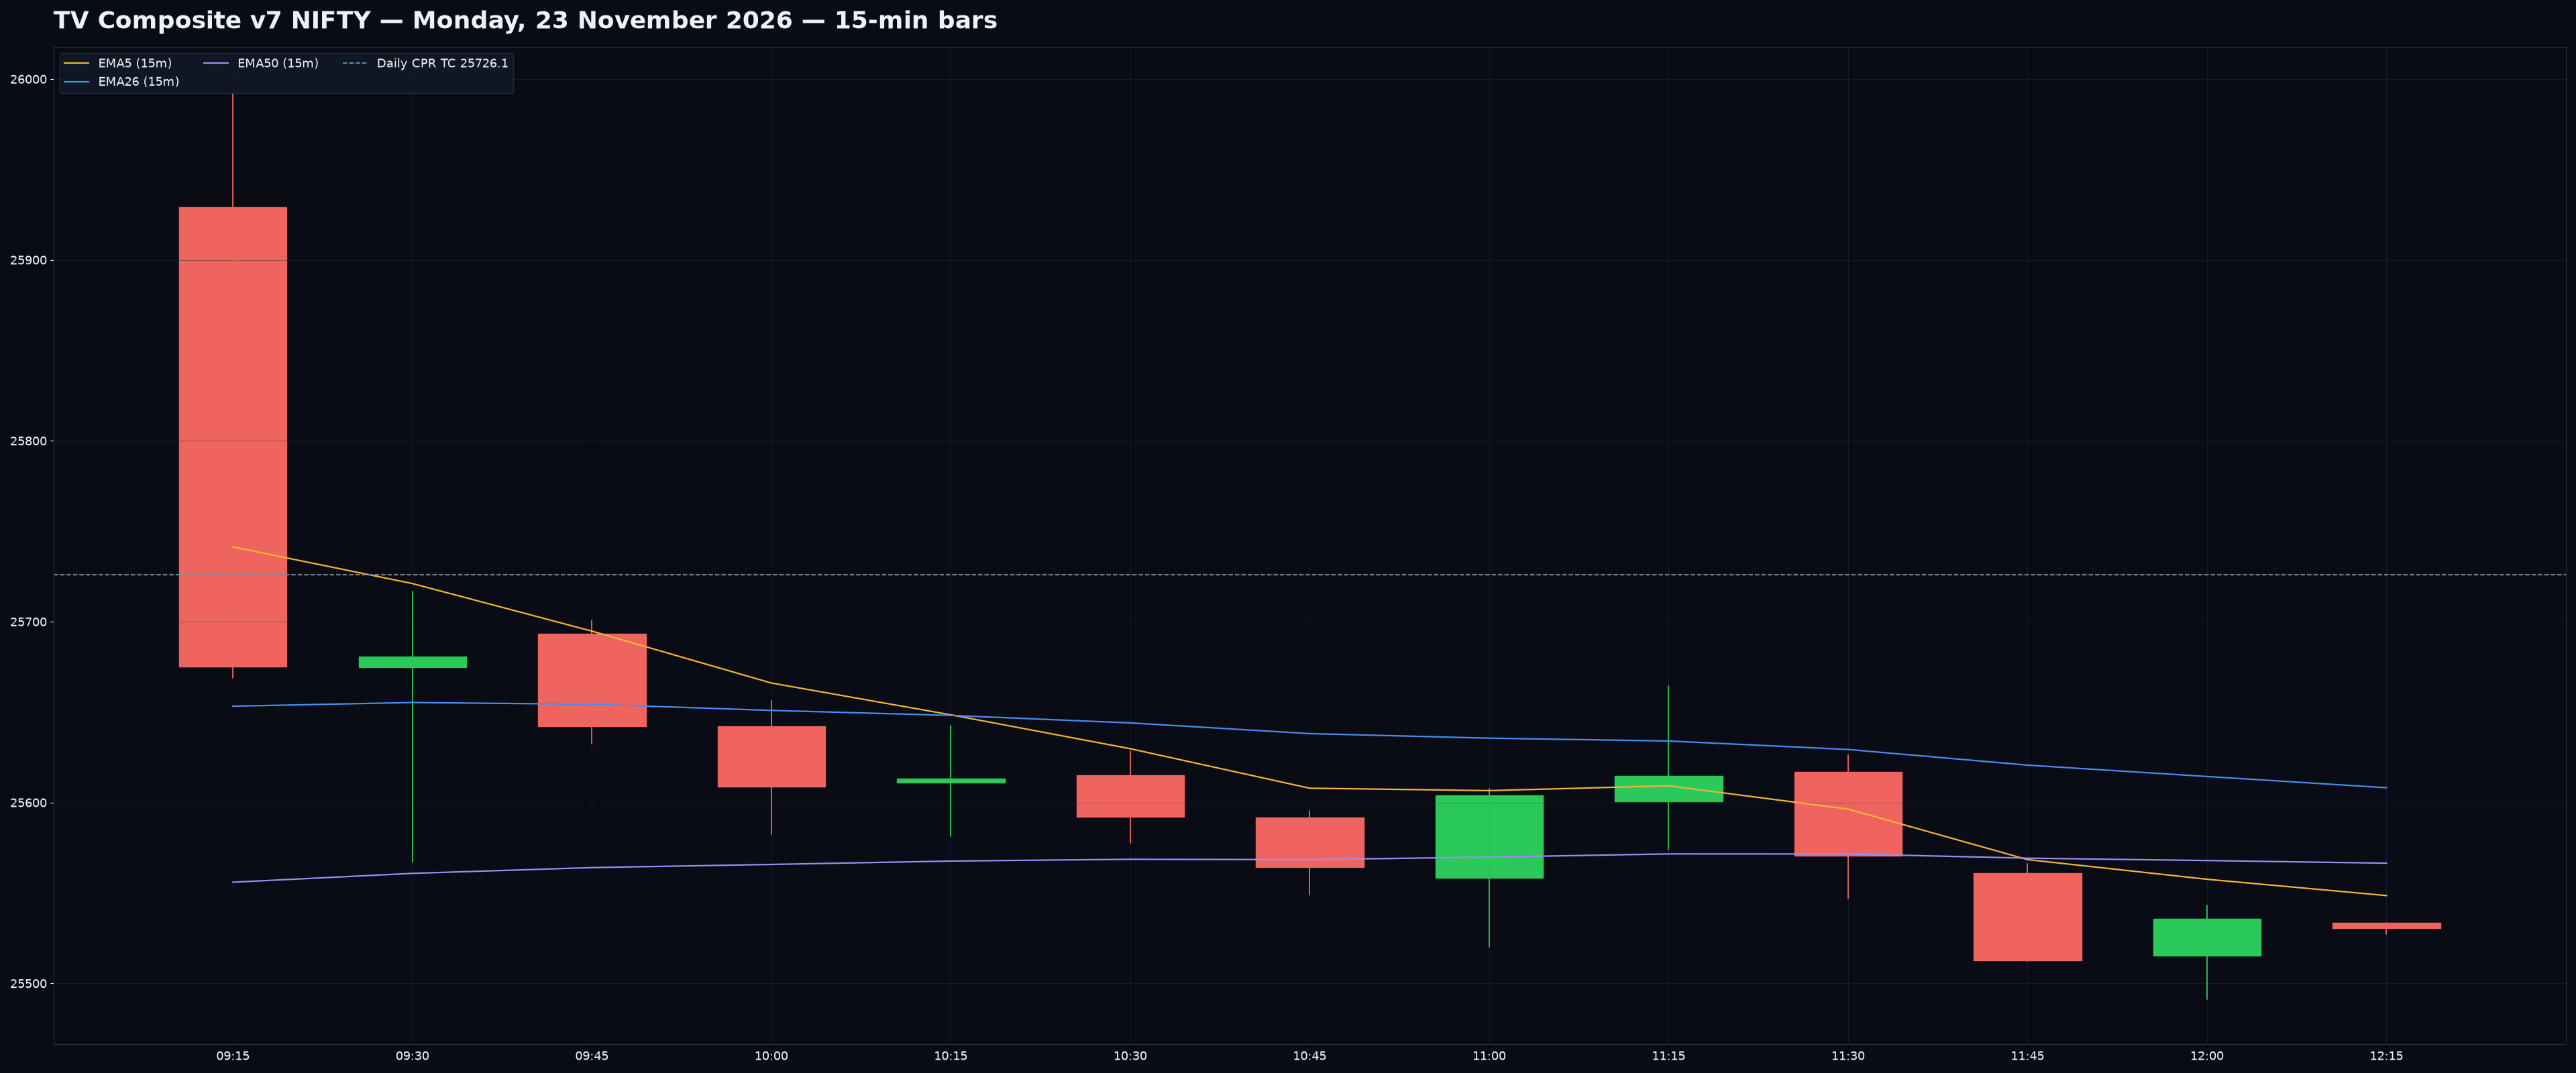 TV Composite v7 NIFTY — Monday, 23 November 2026 — 15-min bars
EMA5 (15m) EMA50 (15m) Daily CPR TC 25726.1
EMA26 (15m)
26000
25900
25800
25700
25600
25500
09:15 09:30 09:45 10:00 10:15 10:30 10:45 11:00 11:15 11:30 11:45 12:00 12:15